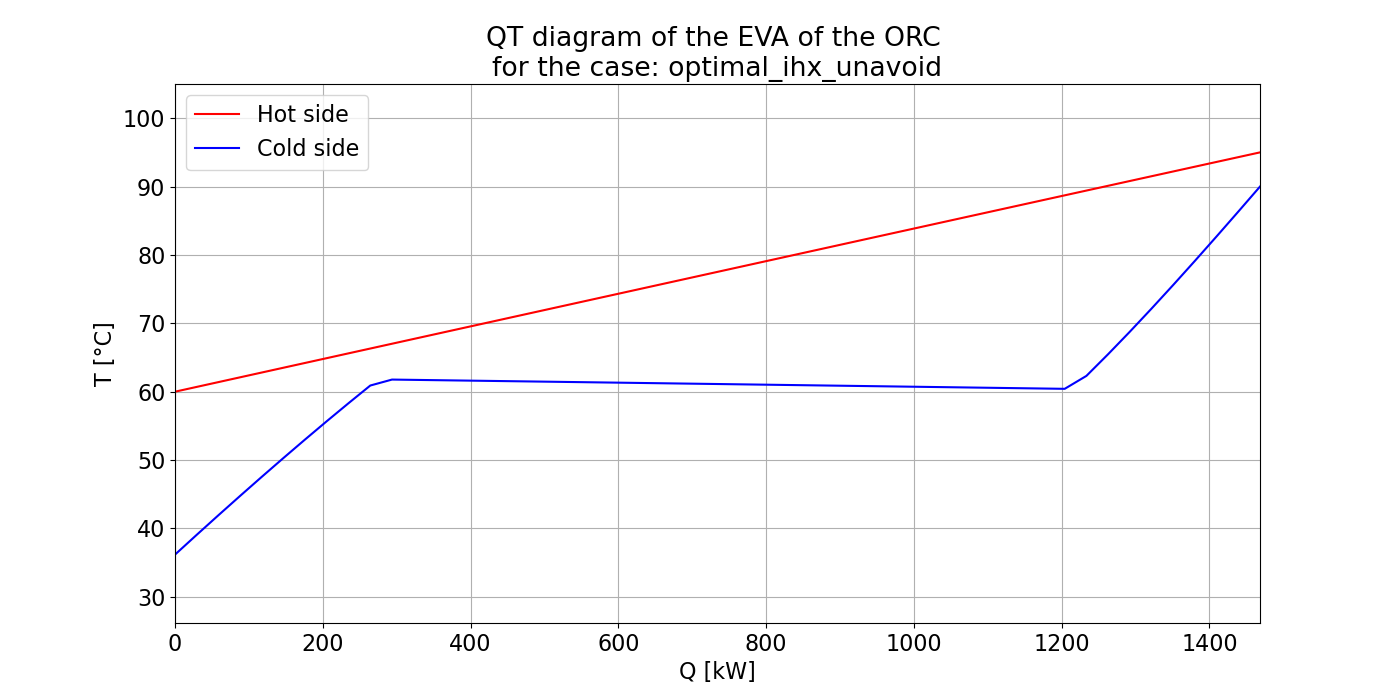 QT diagram of the EVA of the ORC
for the case: optimal_ihx_unavoid
Hot side
Cold side
100
90
80
70
60
50
40
30
T [°C]
0 200 400 600 800 1000 1200 1400
Q [kW]